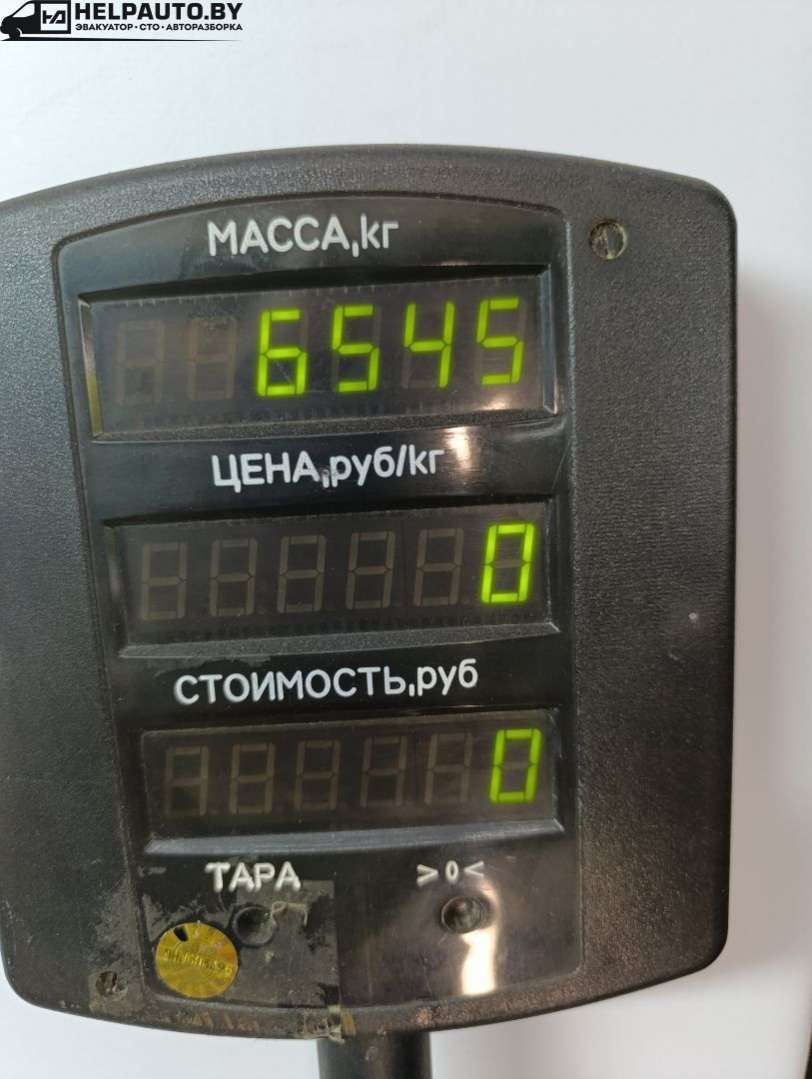 HELPAUTO.BY
ЭВАКУАТОР • СТО • АВТОРАЗБОРКА
МАССА,кг
6545
ЦЕНА,руб/кг
0
СТОИМОСТЬ,руб
0
ТАРА >0<